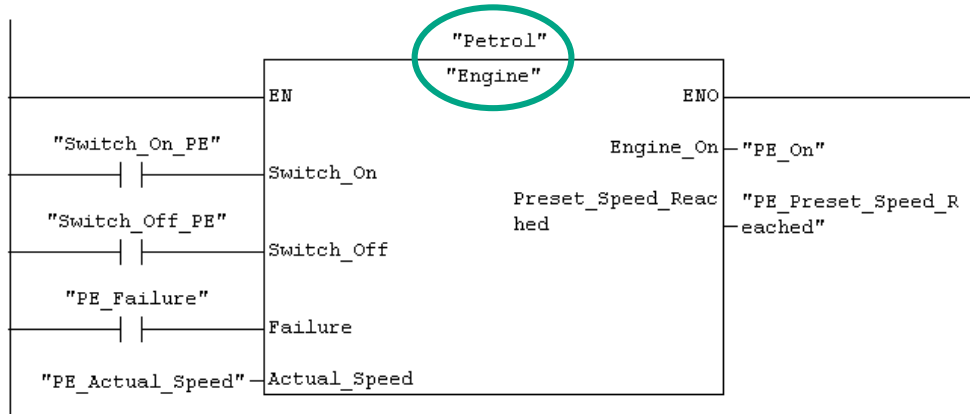 "Petrol"
"Engine"
EN
ENO
"Switch_On_PE"
Switch_On
Engine_On
"PE_On"
"Switch_Off_PE"
Switch_Off
Preset_Speed_Reac
hed
"PE_Preset_Speed_R
eached"
"PE_Failure"
Failure
"PE_Actual_Speed"
Actual_Speed